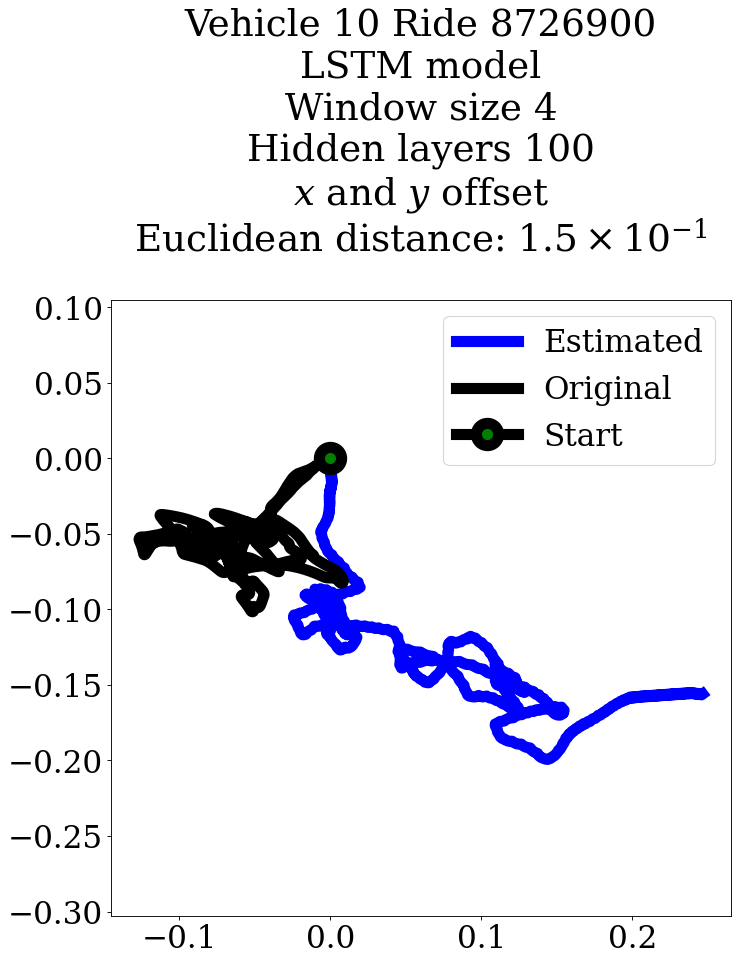 Vehicle 10 Ride 8726900
LSTM model
Window size 4
Hidden layers 100
x and y offset
Euclidean distance: 1.5 × 10⁻¹
Estimated
Original
Start
0.10
0.05
0.00
−0.05
−0.10
−0.15
−0.20
−0.25
−0.30
−0.1 0.0 0.1 0.2